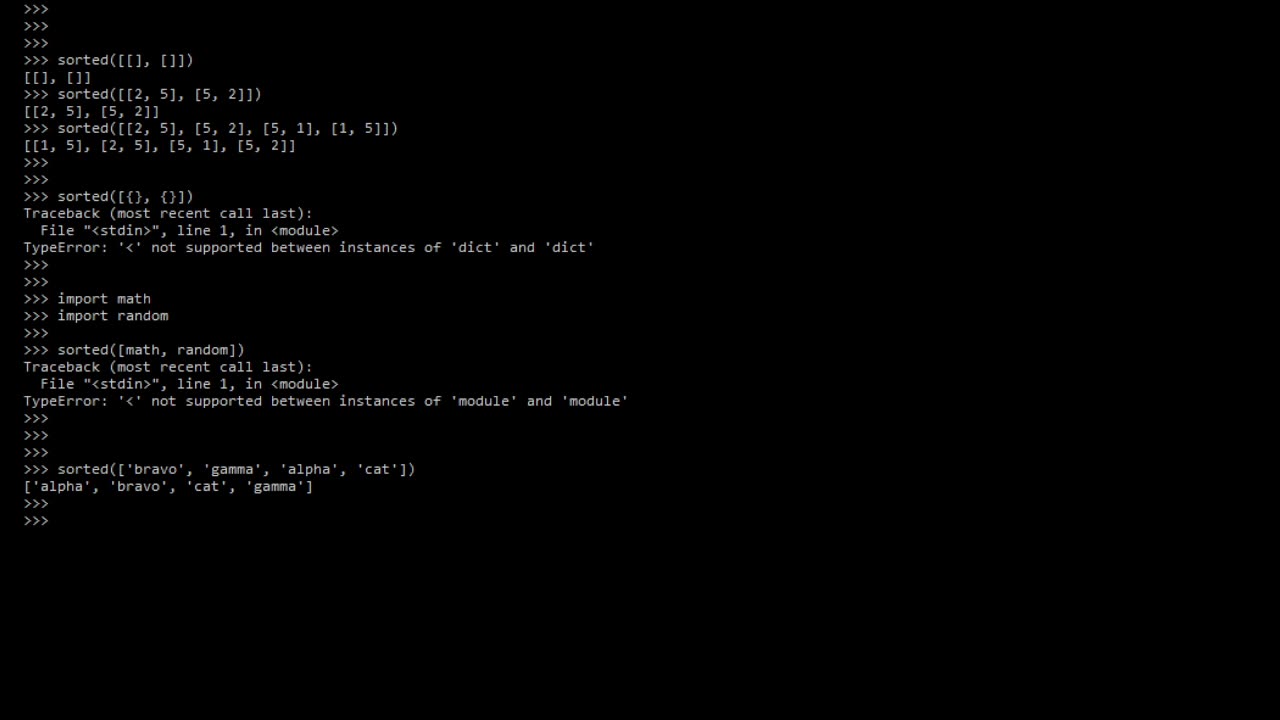 >>>
>>>
>>>
>>> sorted([[], []])
[[], []]
>>> sorted([[2, 5], [5, 2]])
[[2, 5], [5, 2]]
>>> sorted([[2, 5], [5, 2], [5, 1], [1, 5]])
[[1, 5], [2, 5], [5, 1], [5, 2]]
>>>
>>>
>>> sorted([{}, {}])
Traceback (most recent call last):
  File "<stdin>", line 1, in <module>
TypeError: '<' not supported between instances of 'dict' and 'dict'
>>>
>>>
>>> import math
>>> import random
>>>
>>> sorted([math, random])
Traceback (most recent call last):
  File "<stdin>", line 1, in <module>
TypeError: '<' not supported between instances of 'module' and 'module'
>>>
>>>
>>>
>>> sorted(['bravo', 'gamma', 'alpha', 'cat'])
['alpha', 'bravo', 'cat', 'gamma']
>>>
>>>